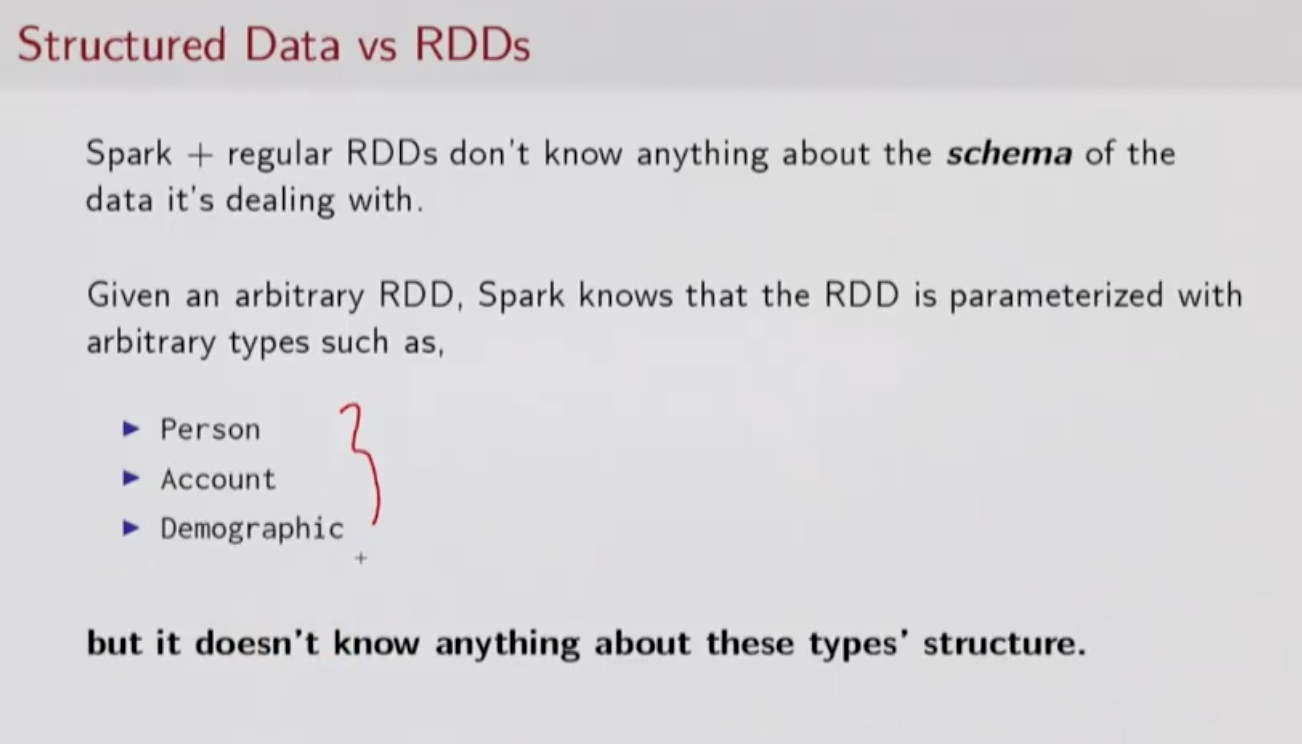 Structured Data vs RDDs
Spark + regular RDDs don't know anything about the schema of the
data it's dealing with.
Given an arbitrary RDD, Spark knows that the RDD is parameterized with
arbitrary types such as,
▶ Person
▶ Account
▶ Demographic
but it doesn't know anything about these types' structure.